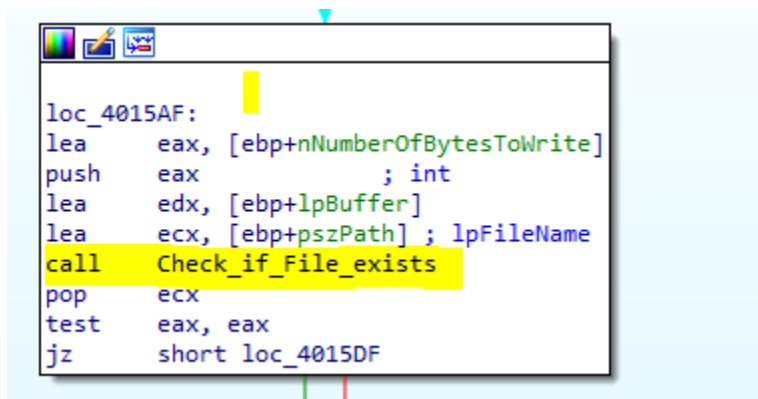 loc_4015AF:
lea     eax, [ebp+nNumberOfBytesToWrite]
push    eax             ; int
lea     edx, [ebp+lpBuffer]
lea     ecx, [ebp+pszPath] ; lpFileName
call    Check_if_File_exists
pop     ecx
test    eax, eax
jz      short loc_4015DF